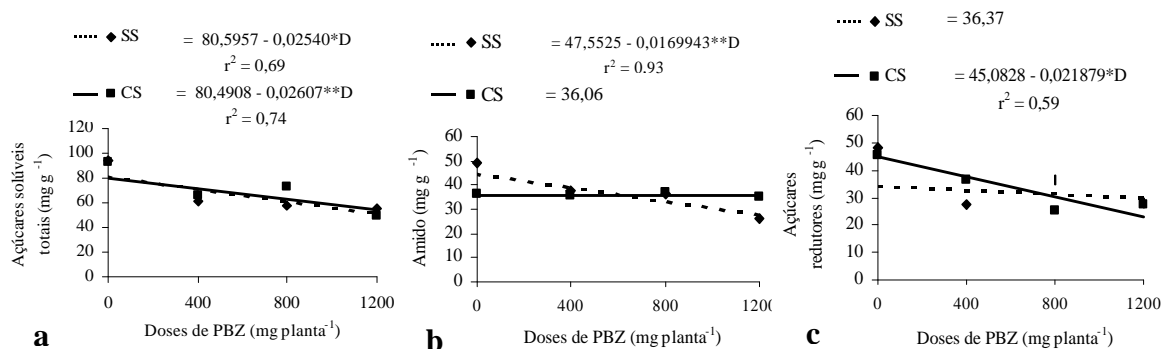 SS = 80,5957 - 0,02540*D
r² = 0,69
CS = 80,4908 - 0,02607**D
r² = 0,74
Açúcares solúveis totais (mg g⁻¹)
120
100
80
60
40
20
0
0 400 800 1200
Doses de PBZ (mg planta⁻¹)
a
SS = 47,5525 - 0,0169943**D
r² = 0.93
CS = 36,06
Amido (mg g⁻¹)
60
50
40
30
20
10
0
0 400 800 1200
Doses de PBZ (mg planta⁻¹)
b
SS = 36,37
CS = 45,0828 - 0,021879*D
r² = 0,59
Açúcares redutores (mg g⁻¹)
60
50
40
30
20
10
0
0 400 800 1200
Doses de PBZ (mg planta⁻¹)
c